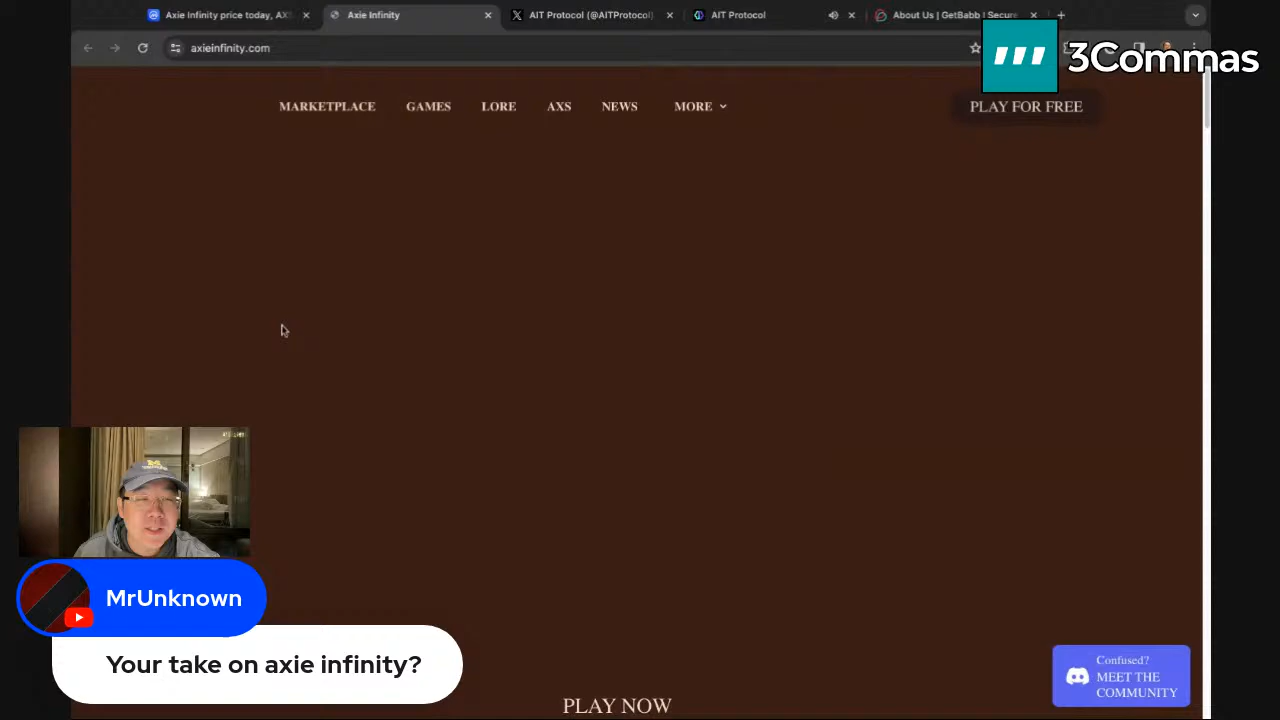 Axie Infinity price today, AX
Axie Infinity
AIT Protocol (@AITProtocol)
AIT Protocol
About Us | GetBabb | Secure
axieinfinity.com
3Commas
MARKETPLACE
GAMES
LORE
AXS
NEWS
MORE
PLAY FOR FREE
MrUnknown
Your take on axie infinity?
Confused?
MEET THE
COMMUNITY
PLAY NOW